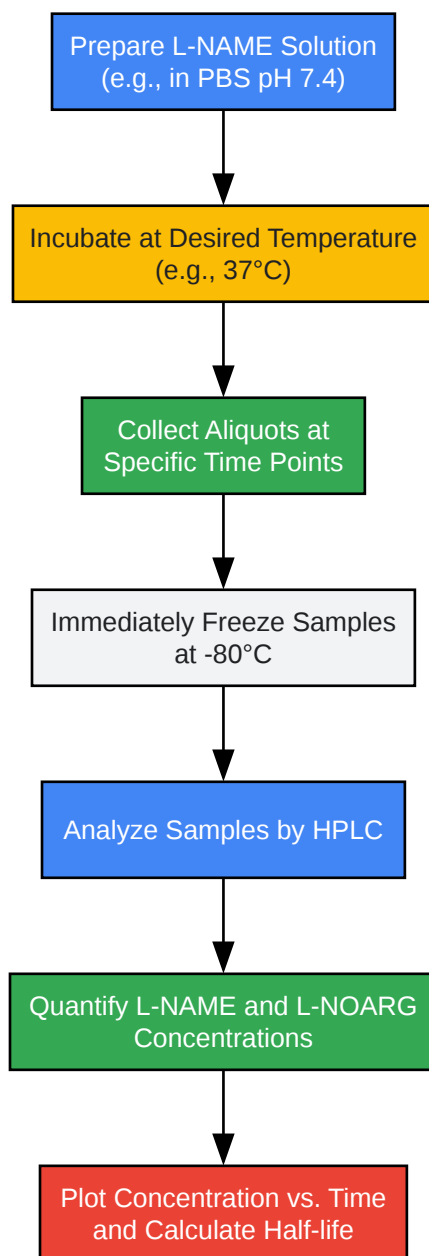 Prepare L-NAME Solution
(e.g., in PBS pH 7.4)
Incubate at Desired Temperature
(e.g., 37°C)
Collect Aliquots at
Specific Time Points
Immediately Freeze Samples
at -80°C
Analyze Samples by HPLC
Quantify L-NAME and L-NOARG
Concentrations
Plot Concentration vs. Time
and Calculate Half-life